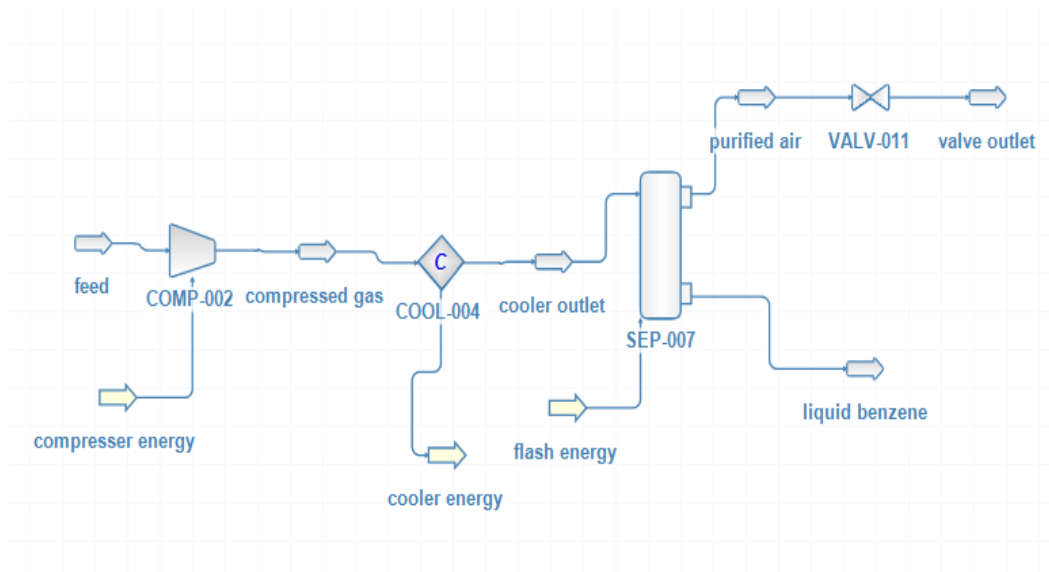 purified air
VALV-011
valve outlet
C
feed
COMP-002
compressed gas
COOL-004
cooler outlet
SEP-007
liquid benzene
compresser energy
flash energy
cooler energy